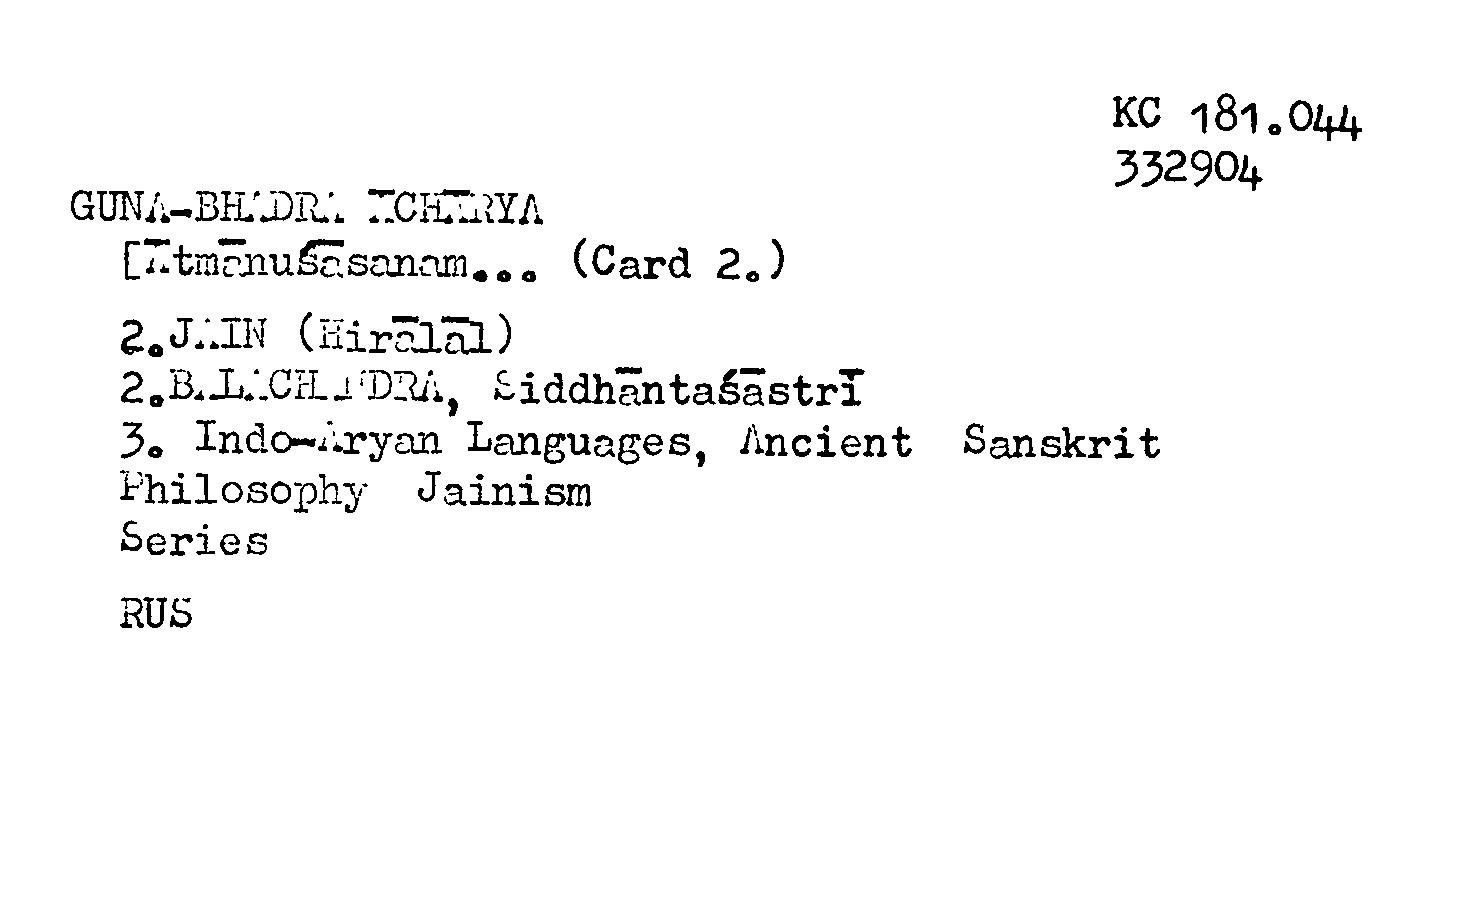 KC 181.044
332904
GUNA-BHADRA ĀCHĀRYA
[Ātmānuśāsanam... (Card 2.)
2.JAIN (Hirālāl)
2.BALACHANDRA, Siddhāntaśāstrī
3. Indo-Aryan Languages, Ancient Sanskrit
Philosophy Jainism
Series
RUS